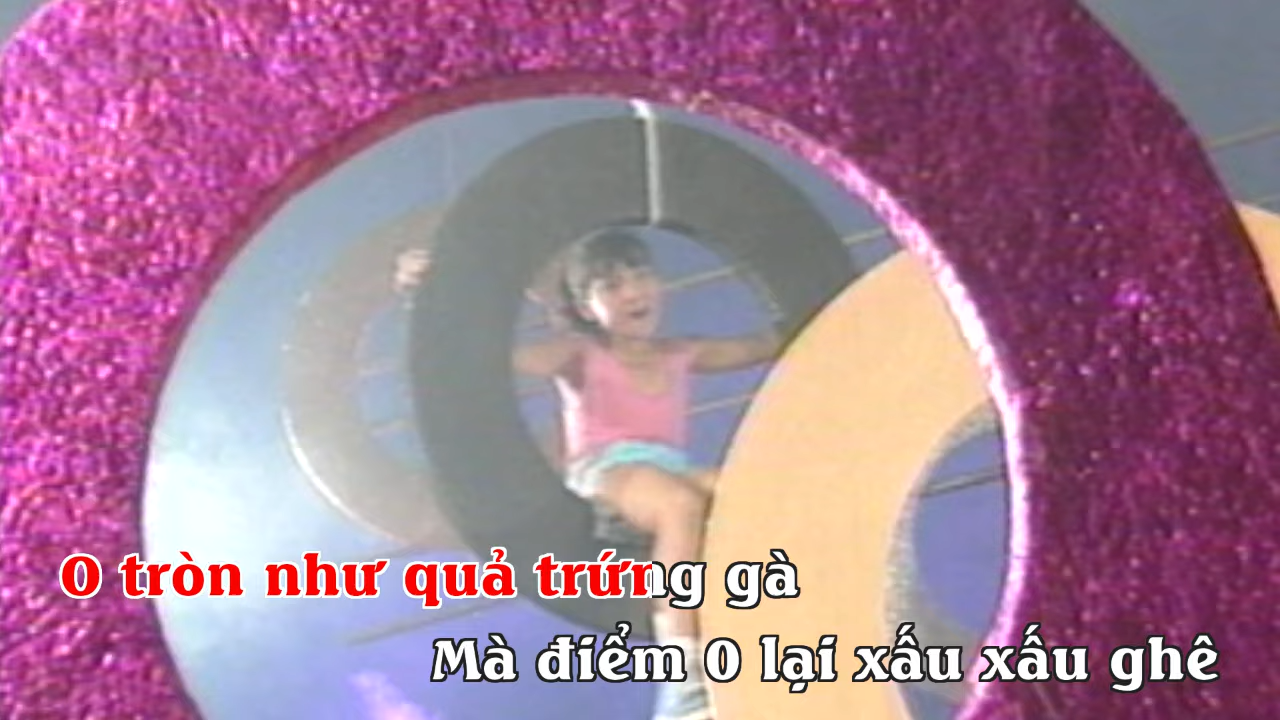 O tròn như quả trứng gà
Mà điểm 0 lại xấu xấu ghê